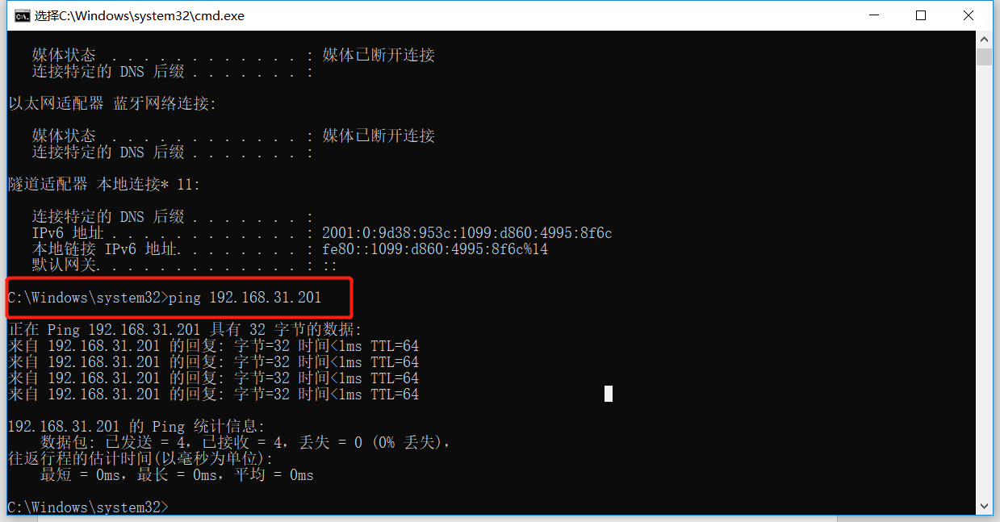 选择C:\Windows\system32\cmd.exe
媒体状态 . . . . . . . . . . . . : 媒体已断开连接
连接特定的 DNS 后缀 . . . . . . . :
以太网适配器 蓝牙网络连接:
媒体状态 . . . . . . . . . . . . : 媒体已断开连接
连接特定的 DNS 后缀 . . . . . . . :
隧道适配器 本地连接* 11:
连接特定的 DNS 后缀 . . . . . . . :
IPv6 地址 . . . . . . . . . . . . : 2001:0:9d38:953c:1099:d860:4995:8f6c
本地链接 IPv6 地址. . . . . . . . : fe80::1099:d860:4995:8f6c%14
默认网关. . . . . . . . . . . . . : ::
C:\Windows\system32>ping 192.168.31.201
正在 Ping 192.168.31.201 具有 32 字节的数据:
来自 192.168.31.201 的回复: 字节=32 时间<1ms TTL=64
来自 192.168.31.201 的回复: 字节=32 时间<1ms TTL=64
来自 192.168.31.201 的回复: 字节=32 时间<1ms TTL=64
来自 192.168.31.201 的回复: 字节=32 时间<1ms TTL=64
192.168.31.201 的 Ping 统计信息:
数据包: 已发送 = 4，已接收 = 4，丢失 = 0 (0% 丢失)，
往返行程的估计时间(以毫秒为单位):
最短 = 0ms，最长 = 0ms，平均 = 0ms
C:\Windows\system32>